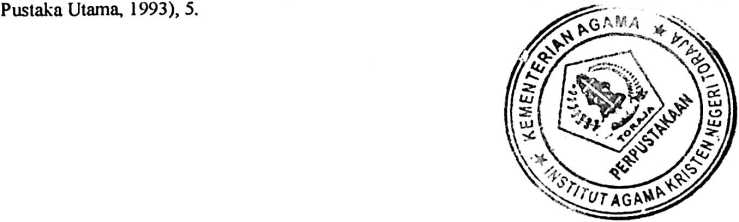 Pustaka Utama, 1993), 5.
KEMENTERIAN AGAMA
INSTITUT AGAMA KRISTEN NEGERI TORAJA
TORAJA
PERPUSTAKAAN